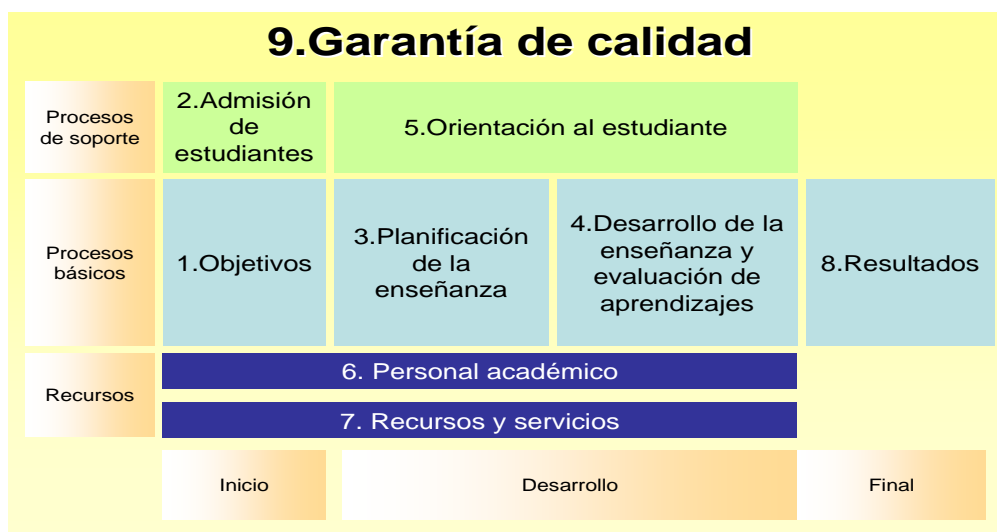 9.Garantía de calidad
Procesos
de soporte
2.Admisión
de
estudiantes
5.Orientación al estudiante
Procesos
básicos
1.Objetivos
3.Planificación
de la
enseñanza
4.Desarrollo de la
enseñanza y
evaluación de
aprendizajes
8.Resultados
Recursos
6. Personal académico
7. Recursos y servicios
Inicio
Desarrollo
Final